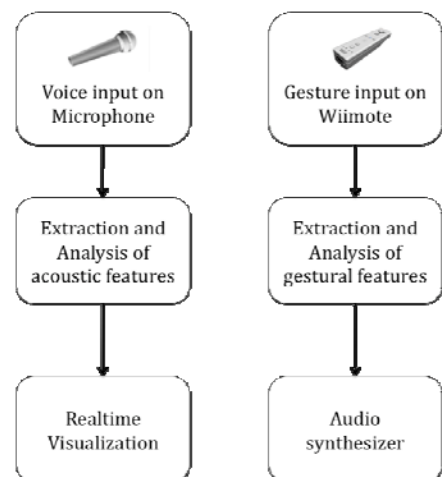 Voice input on
Microphone
Gesture input on
Wiimote
Extraction and
Analysis of
acoustic features
Extraction and
Analysis of
gestural features
Realtime
Visualization
Audio
synthesizer